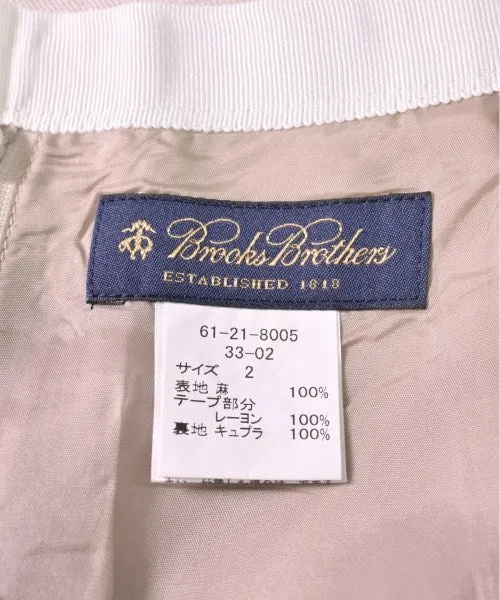 Brooks Brothers
ESTABLISHED 1818
61-21-8005
33-02
サイズ 2
表地 麻 100%
テープ部分
レーヨン 100%
裏地 キュプラ 100%